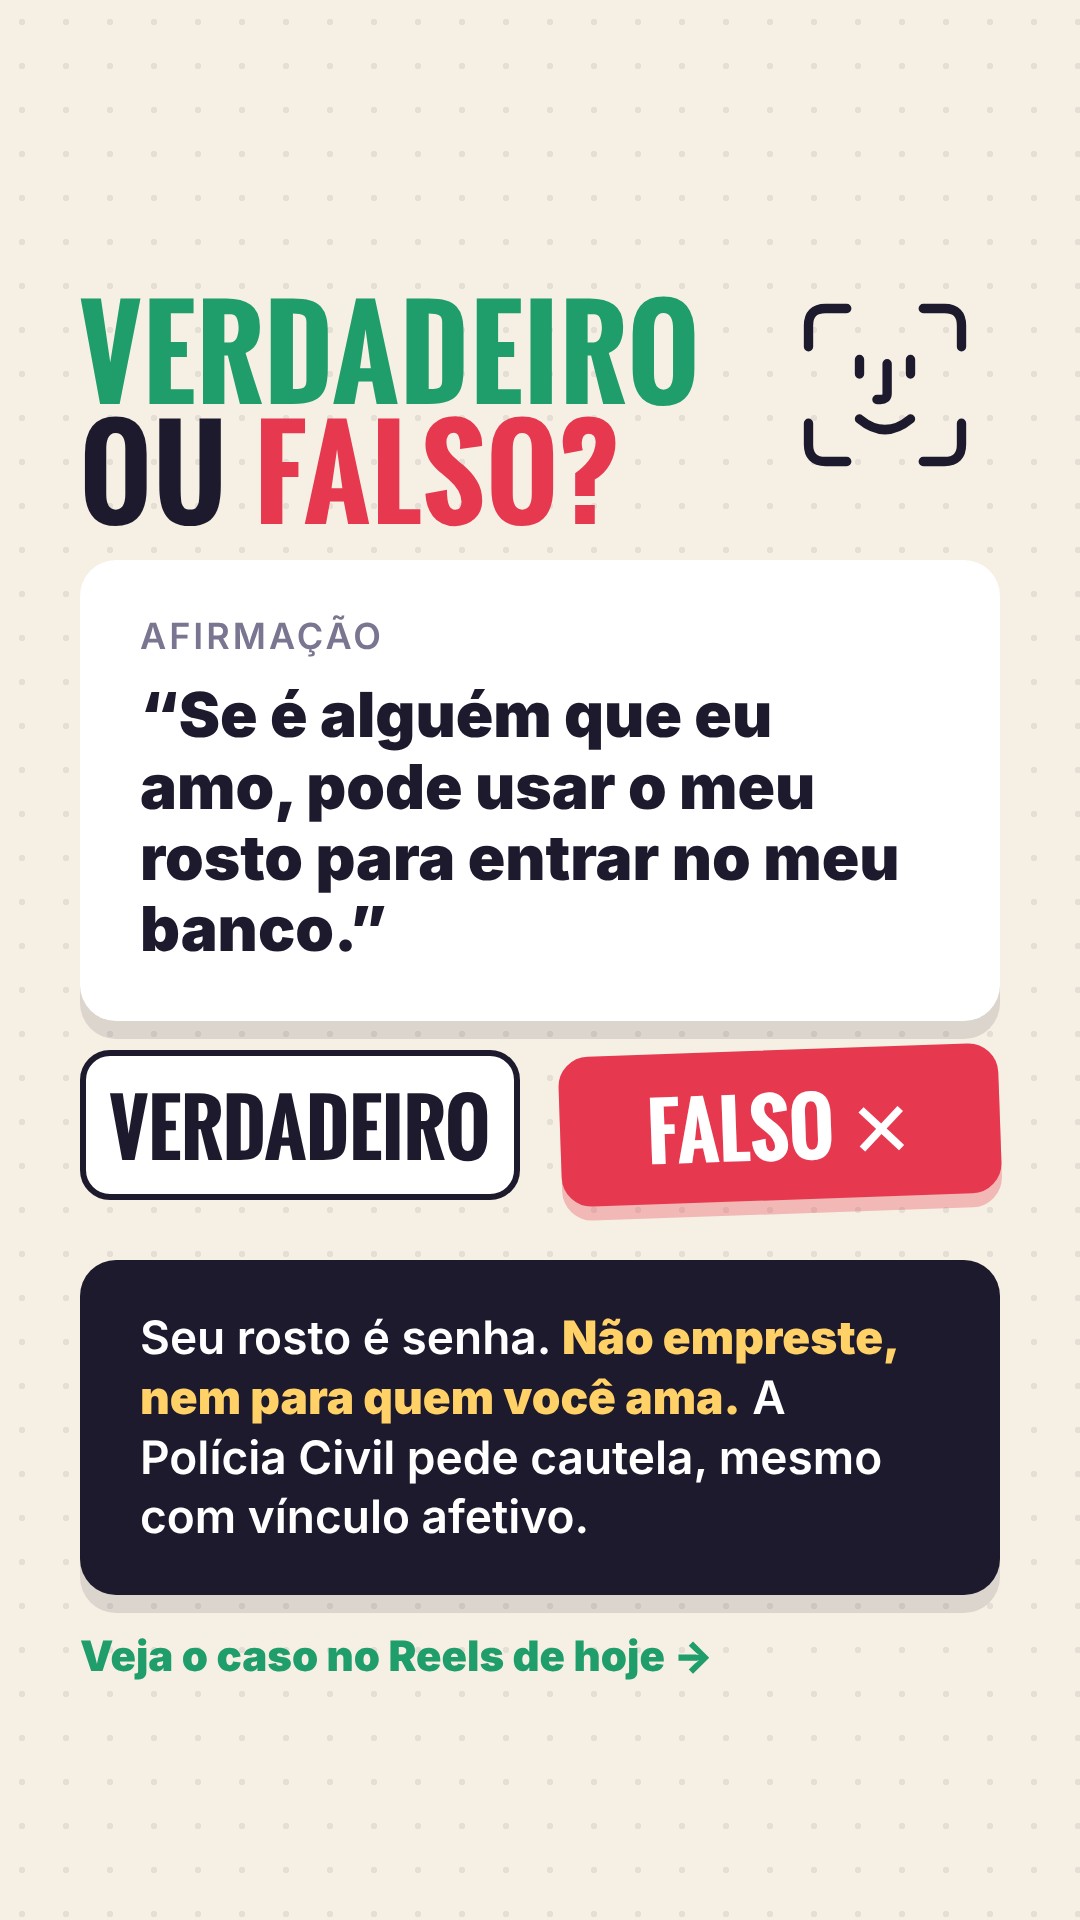 VERDADEIRO
OU FALSO?
AFIRMAÇÃO
“Se é alguém que eu
amo, pode usar o meu
rosto para entrar no meu
banco.”
VERDADEIRO
FALSO ×
Seu rosto é senha. Não empreste,
nem para quem você ama. A
Polícia Civil pede cautela, mesmo
com vínculo afetivo.
Veja o caso no Reels de hoje →